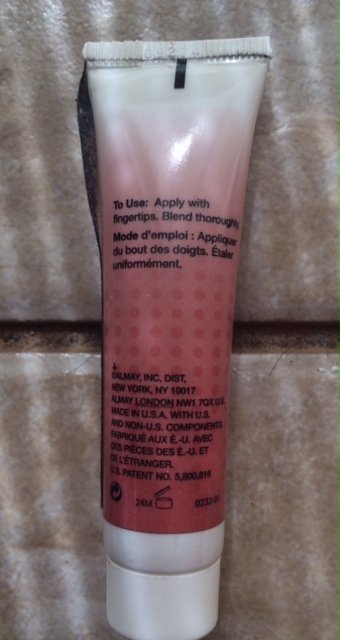 To Use: Apply with
fingertips. Blend thoroughly.
Mode d'emploi : Appliquer
du bout des doigts. Étaler
uniformément.
©ALMAY, INC, DIST,
NEW YORK, NY 10017
ALMAY LONDON NW1 7QX U.K.
MADE IN U.S.A. WITH U.S.
AND NON-U.S. COMPONENTS.
FABRIQUÉ AUX É.-U. AVEC
DES PIÈCES DES É.-U. ET
DE L'ÉTRANGER.
U.S. PATENT NO. 5,800,816
24M 0232-01